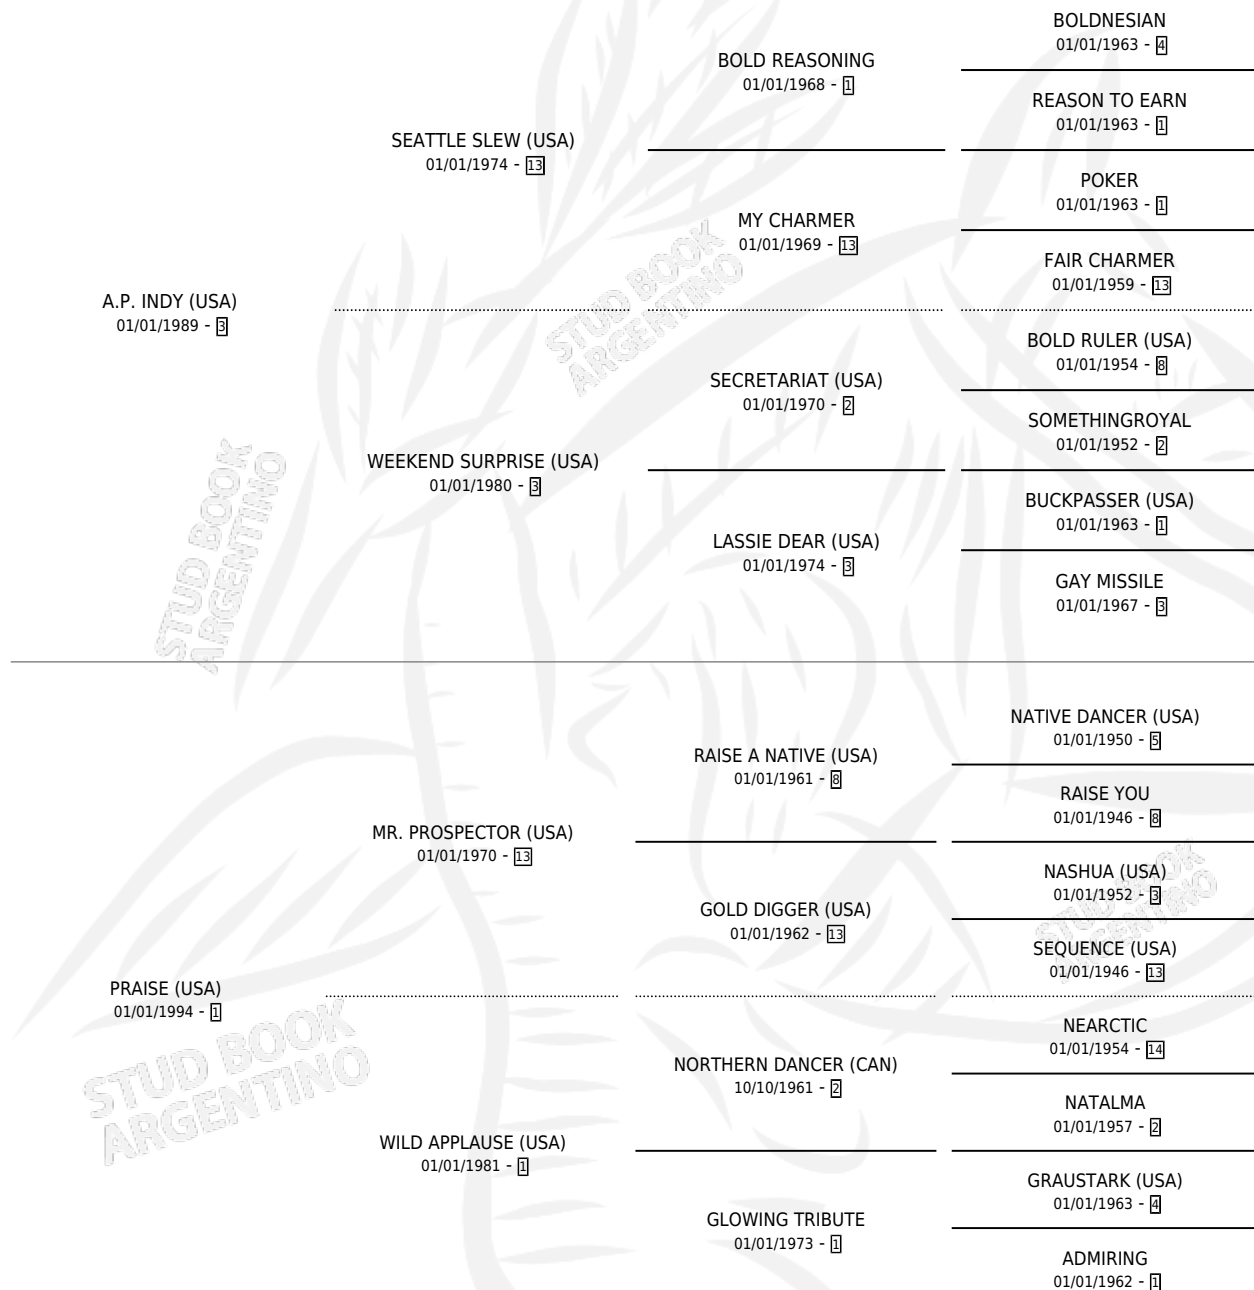 BOLDNESIAN
01/01/1963 - 4
BOLD REASONING
01/01/1968 - 1
REASON TO EARN
01/01/1963 - 1
SEATTLE SLEW (USA)
01/01/1974 - 13
POKER
01/01/1963 - 1
MY CHARMER
01/01/1969 - 13
FAIR CHARMER
01/01/1959 - 13
A.P. INDY (USA)
01/01/1989 - 3
BOLD RULER (USA)
01/01/1954 - 8
SECRETARIAT (USA)
01/01/1970 - 2
SOMETHINGROYAL
01/01/1952 - 2
WEEKEND SURPRISE (USA)
01/01/1980 - 3
BUCKPASSER (USA)
01/01/1963 - 1
LASSIE DEAR (USA)
01/01/1974 - 3
GAY MISSILE
01/01/1967 - 3
NATIVE DANCER (USA)
01/01/1950 - 5
RAISE A NATIVE (USA)
01/01/1961 - 8
RAISE YOU
01/01/1946 - 8
MR. PROSPECTOR (USA)
01/01/1970 - 13
NASHUA (USA)
01/01/1952 - 3
GOLD DIGGER (USA)
01/01/1962 - 13
SEQUENCE (USA)
01/01/1946 - 13
PRAISE (USA)
01/01/1994 - 1
NEARCTIC
01/01/1954 - 14
NORTHERN DANCER (CAN)
10/10/1961 - 2
NATALMA
01/01/1957 - 2
WILD APPLAUSE (USA)
01/01/1981 - 1
GRAUSTARK (USA)
01/01/1963 - 4
GLOWING TRIBUTE
01/01/1973 - 1
ADMIRING
01/01/1962 - 1
STUD BOOK
ARGENTINO
STUD BOOK
ARGENTINO
STUD BOOK
ARGENTINO
STUD BOOK
ARGENTINO